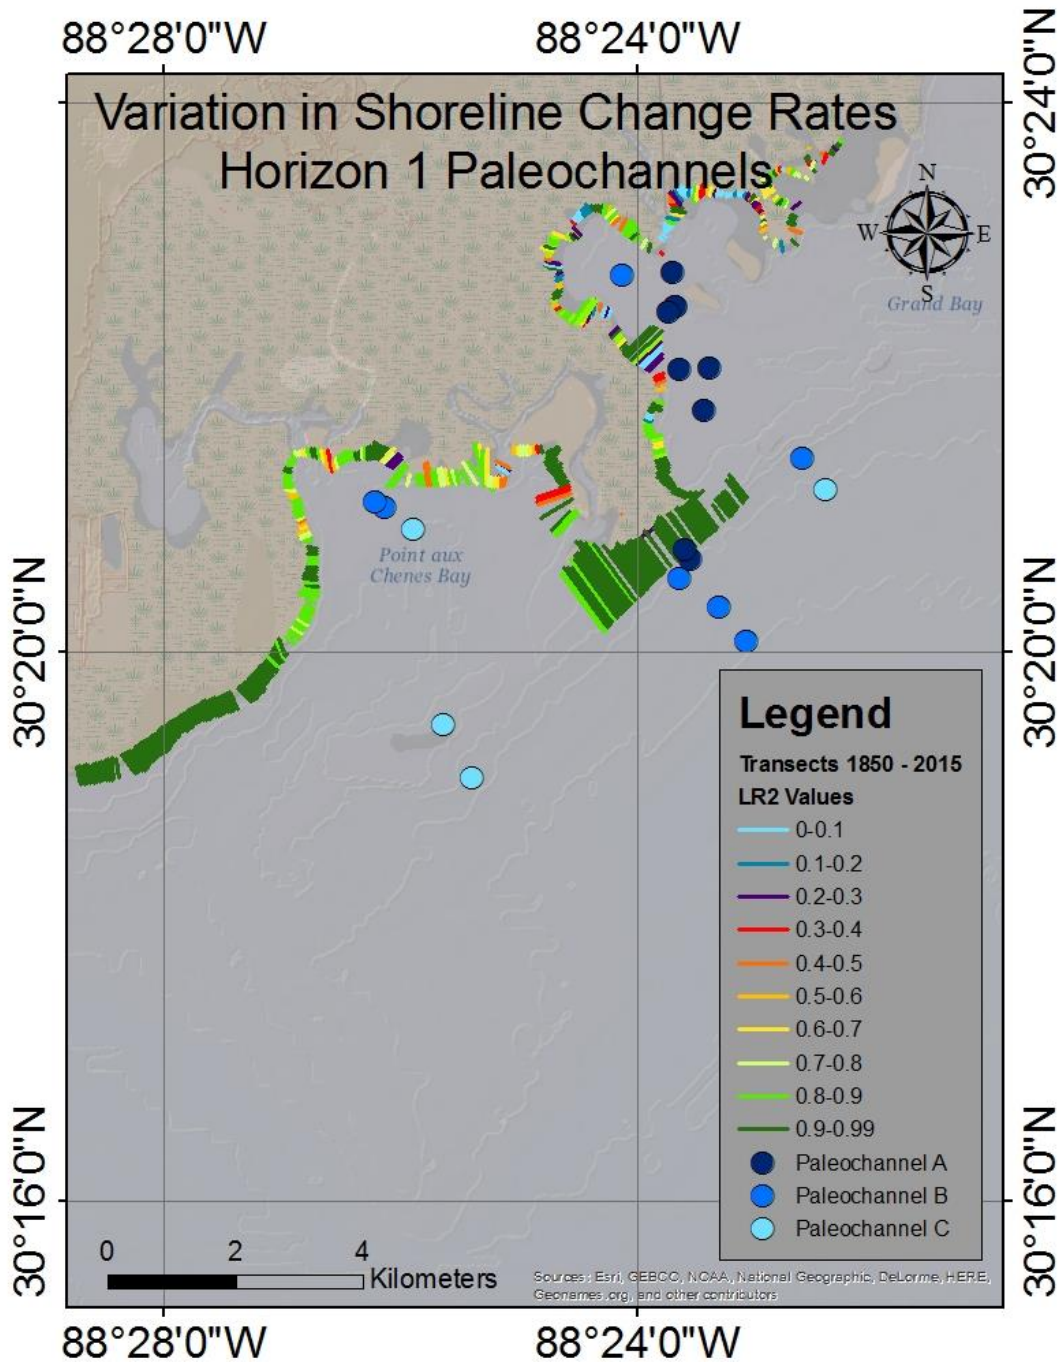 88°28'0"W 88°24'0"W
30°24'0"N
Variation in Shoreline Change Rates
Horizon 1 Paleochannels
N
W E
S
Grand Bay
Point aux
Chenes Bay
30°20'0"N 30°20'0"N
Legend
Transects 1850 - 2015
LR2 Values
0-0.1
0.1-0.2
0.2-0.3
0.3-0.4
0.4-0.5
0.5-0.6
0.6-0.7
0.7-0.8
0.8-0.9
0.9-0.99
Paleochannel A
Paleochannel B
Paleochannel C
30°16'0"N 30°16'0"N
0 2 4
Kilometers
Sources: Esri, GEBCO, NOAA, National Geographic, DeLorme, HERE,
Geonames.org, and other contributors
88°28'0"W 88°24'0"W